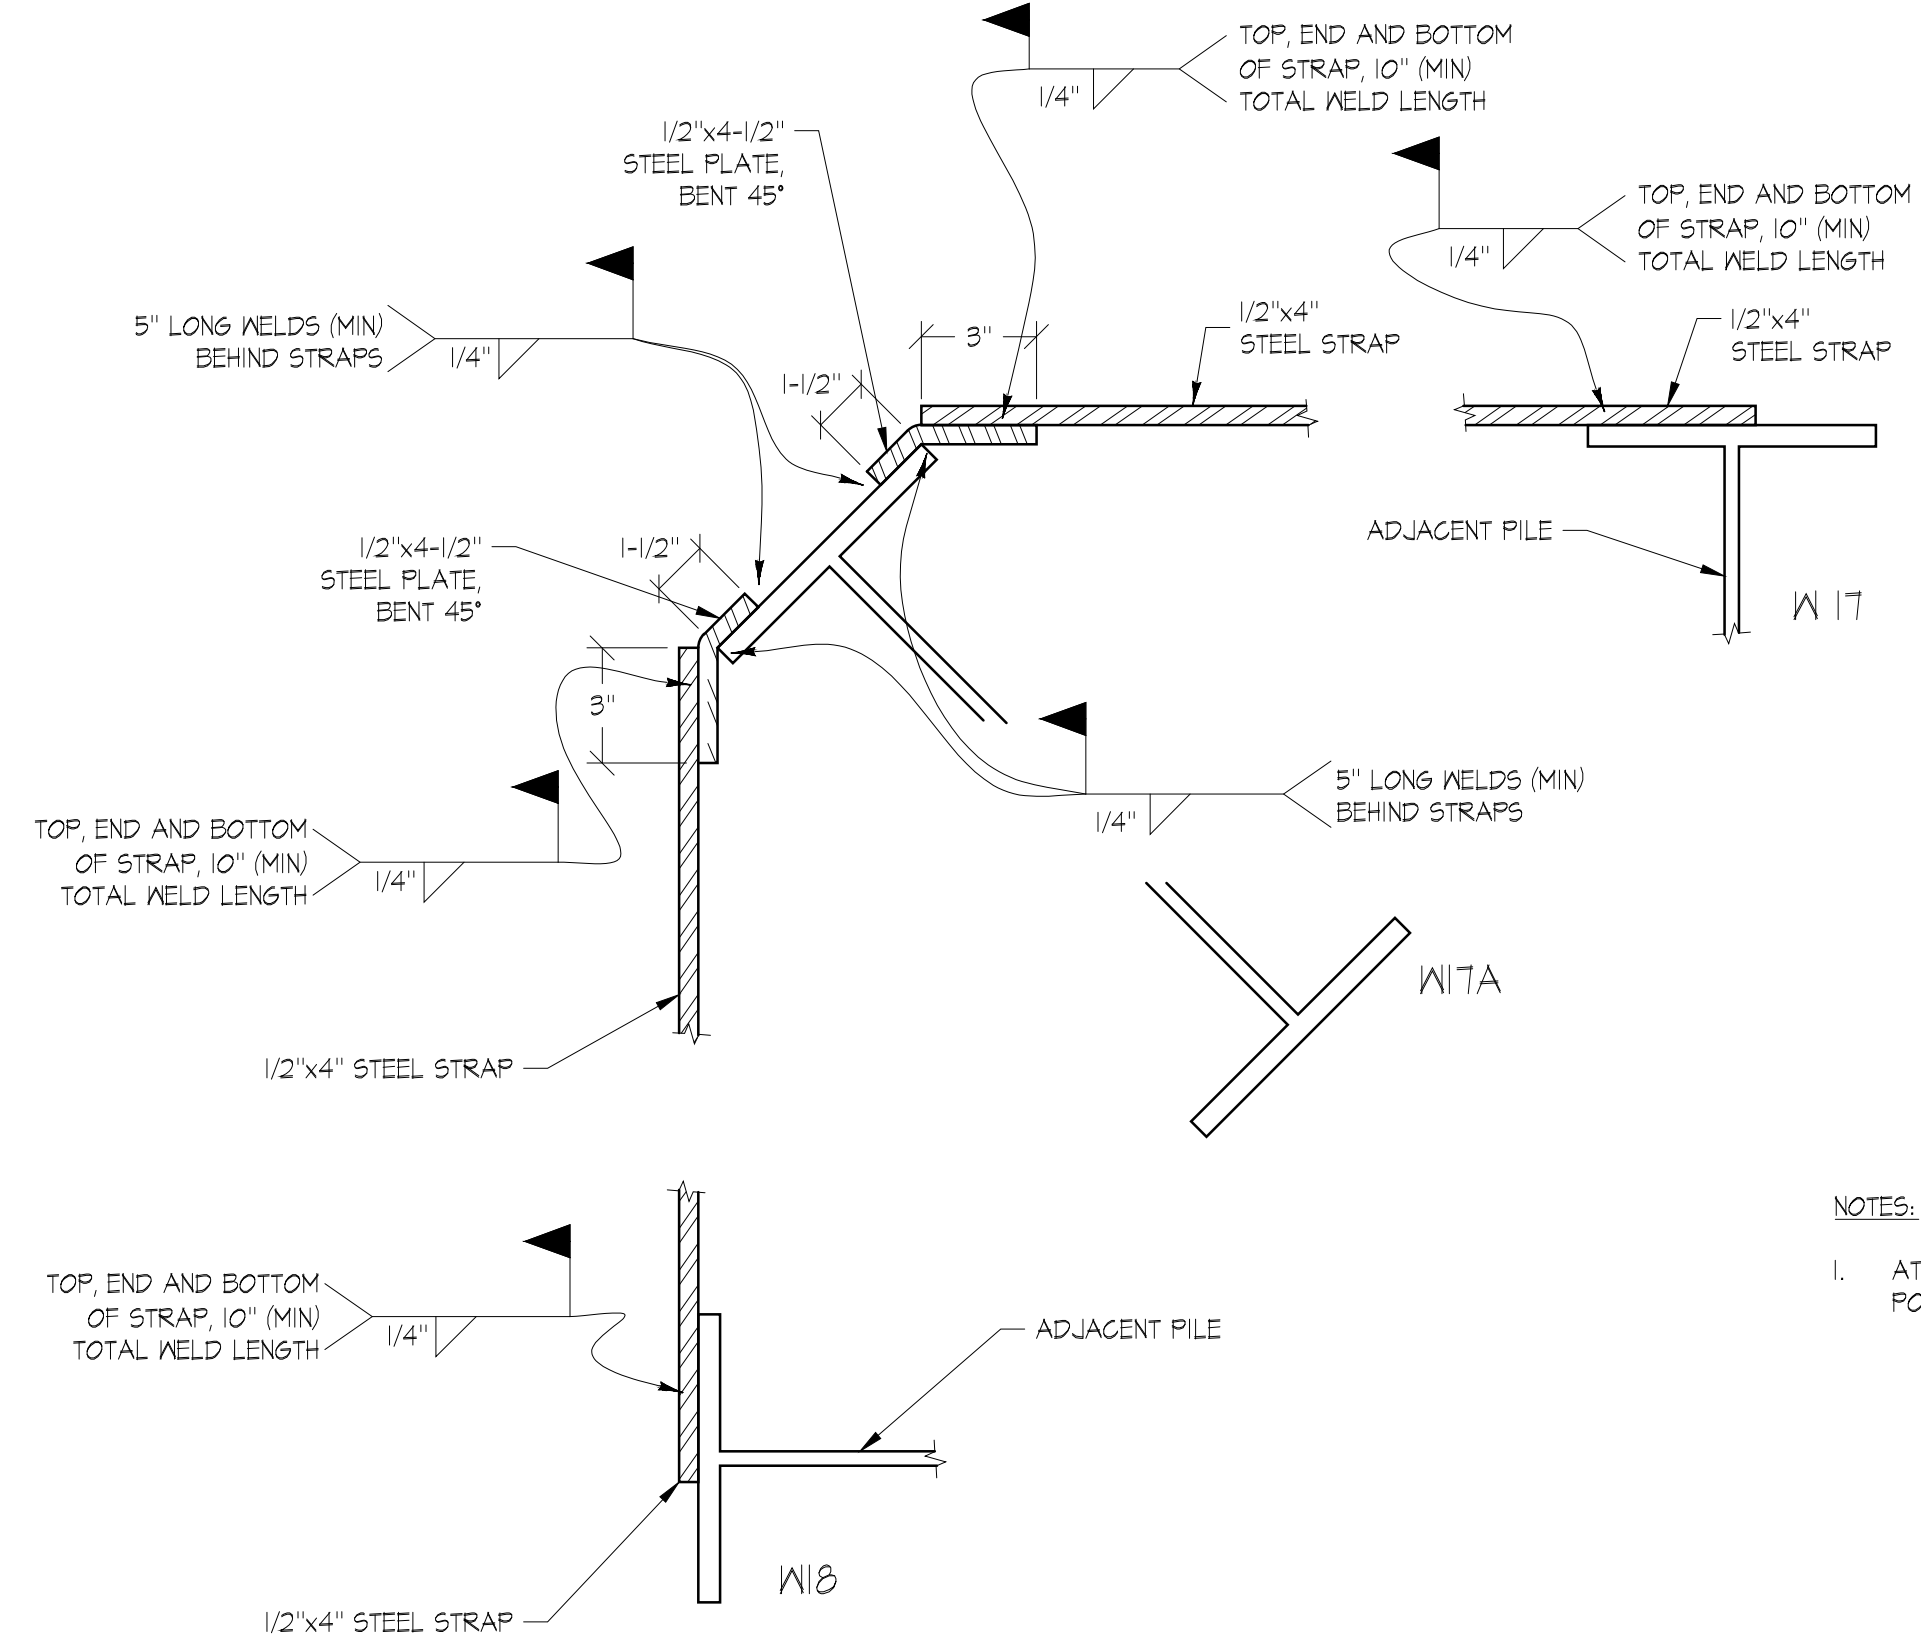 TOP, END AND BOTTOM
OF STRAP, 10" (MIN)
TOTAL WELD LENGTH
1/4"
1/2"x4-1/2"
STEEL PLATE,
BENT 45°
TOP, END AND BOTTOM
OF STRAP, 10" (MIN)
TOTAL WELD LENGTH
1/4"
5" LONG WELDS (MIN)
BEHIND STRAPS
1/4"
3"
1/2"x4"
STEEL STRAP
1/2"x4"
STEEL STRAP
1-1/2"
ADJACENT PILE
W 17
1/2"x4-1/2"
STEEL PLATE,
BENT 45°
1-1/2"
3"
5" LONG WELDS (MIN)
BEHIND STRAPS
1/4"
TOP, END AND BOTTOM
OF STRAP, 10" (MIN)
TOTAL WELD LENGTH
1/4"
W17A
1/2"x4" STEEL STRAP
NOTES:
1. AT
PO
TOP, END AND BOTTOM
OF STRAP, 10" (MIN)
TOTAL WELD LENGTH
1/4"
ADJACENT PILE
W18
1/2"x4" STEEL STRAP